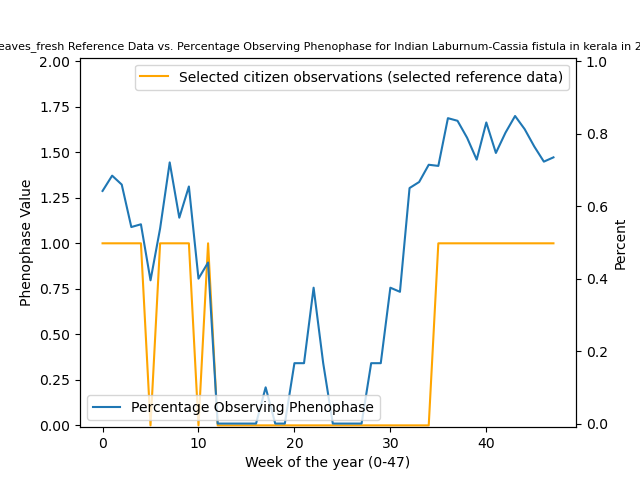 eaves_fresh Reference Data vs. Percentage Observing Phenophase for Indian Laburnum-Cassia fistula in kerala in 2
2.00
1.75
1.50
1.25
1.00
0.75
0.50
0.25
0.00
Phenophase Value
Selected citizen observations (selected reference data)
Percentage Observing Phenophase
1.0
0.8
0.6
0.4
0.2
0.0
Percent
0 10 20 30 40
Week of the year (0-47)